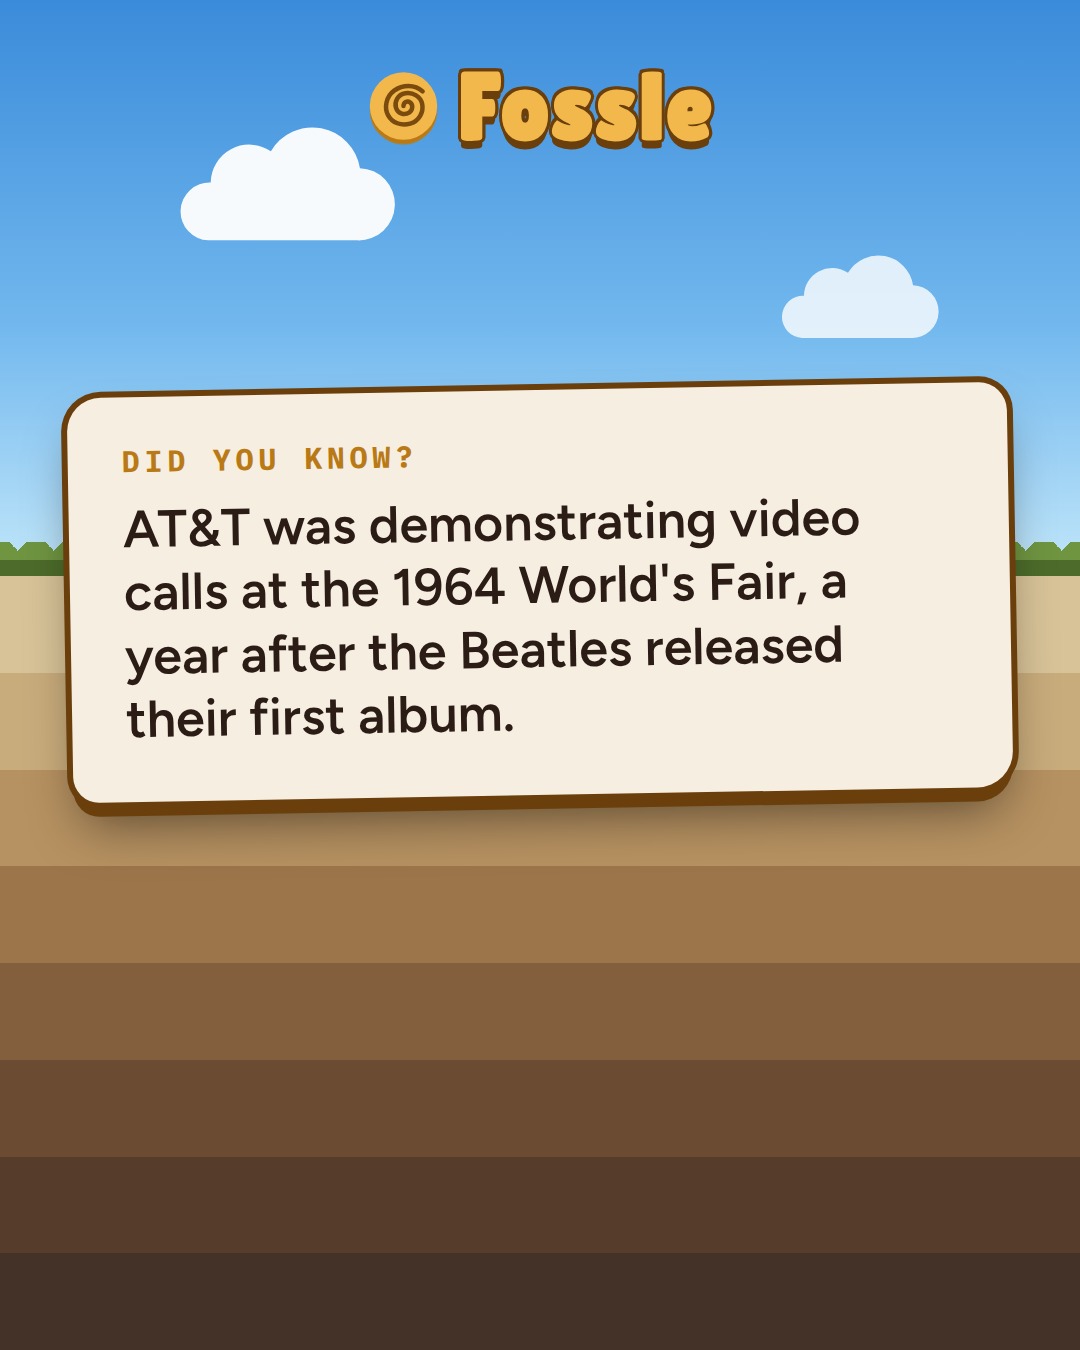 Fossle
DID YOU KNOW?
AT&T was demonstrating video
calls at the 1964 World's Fair, a
year after the Beatles released
their first album.